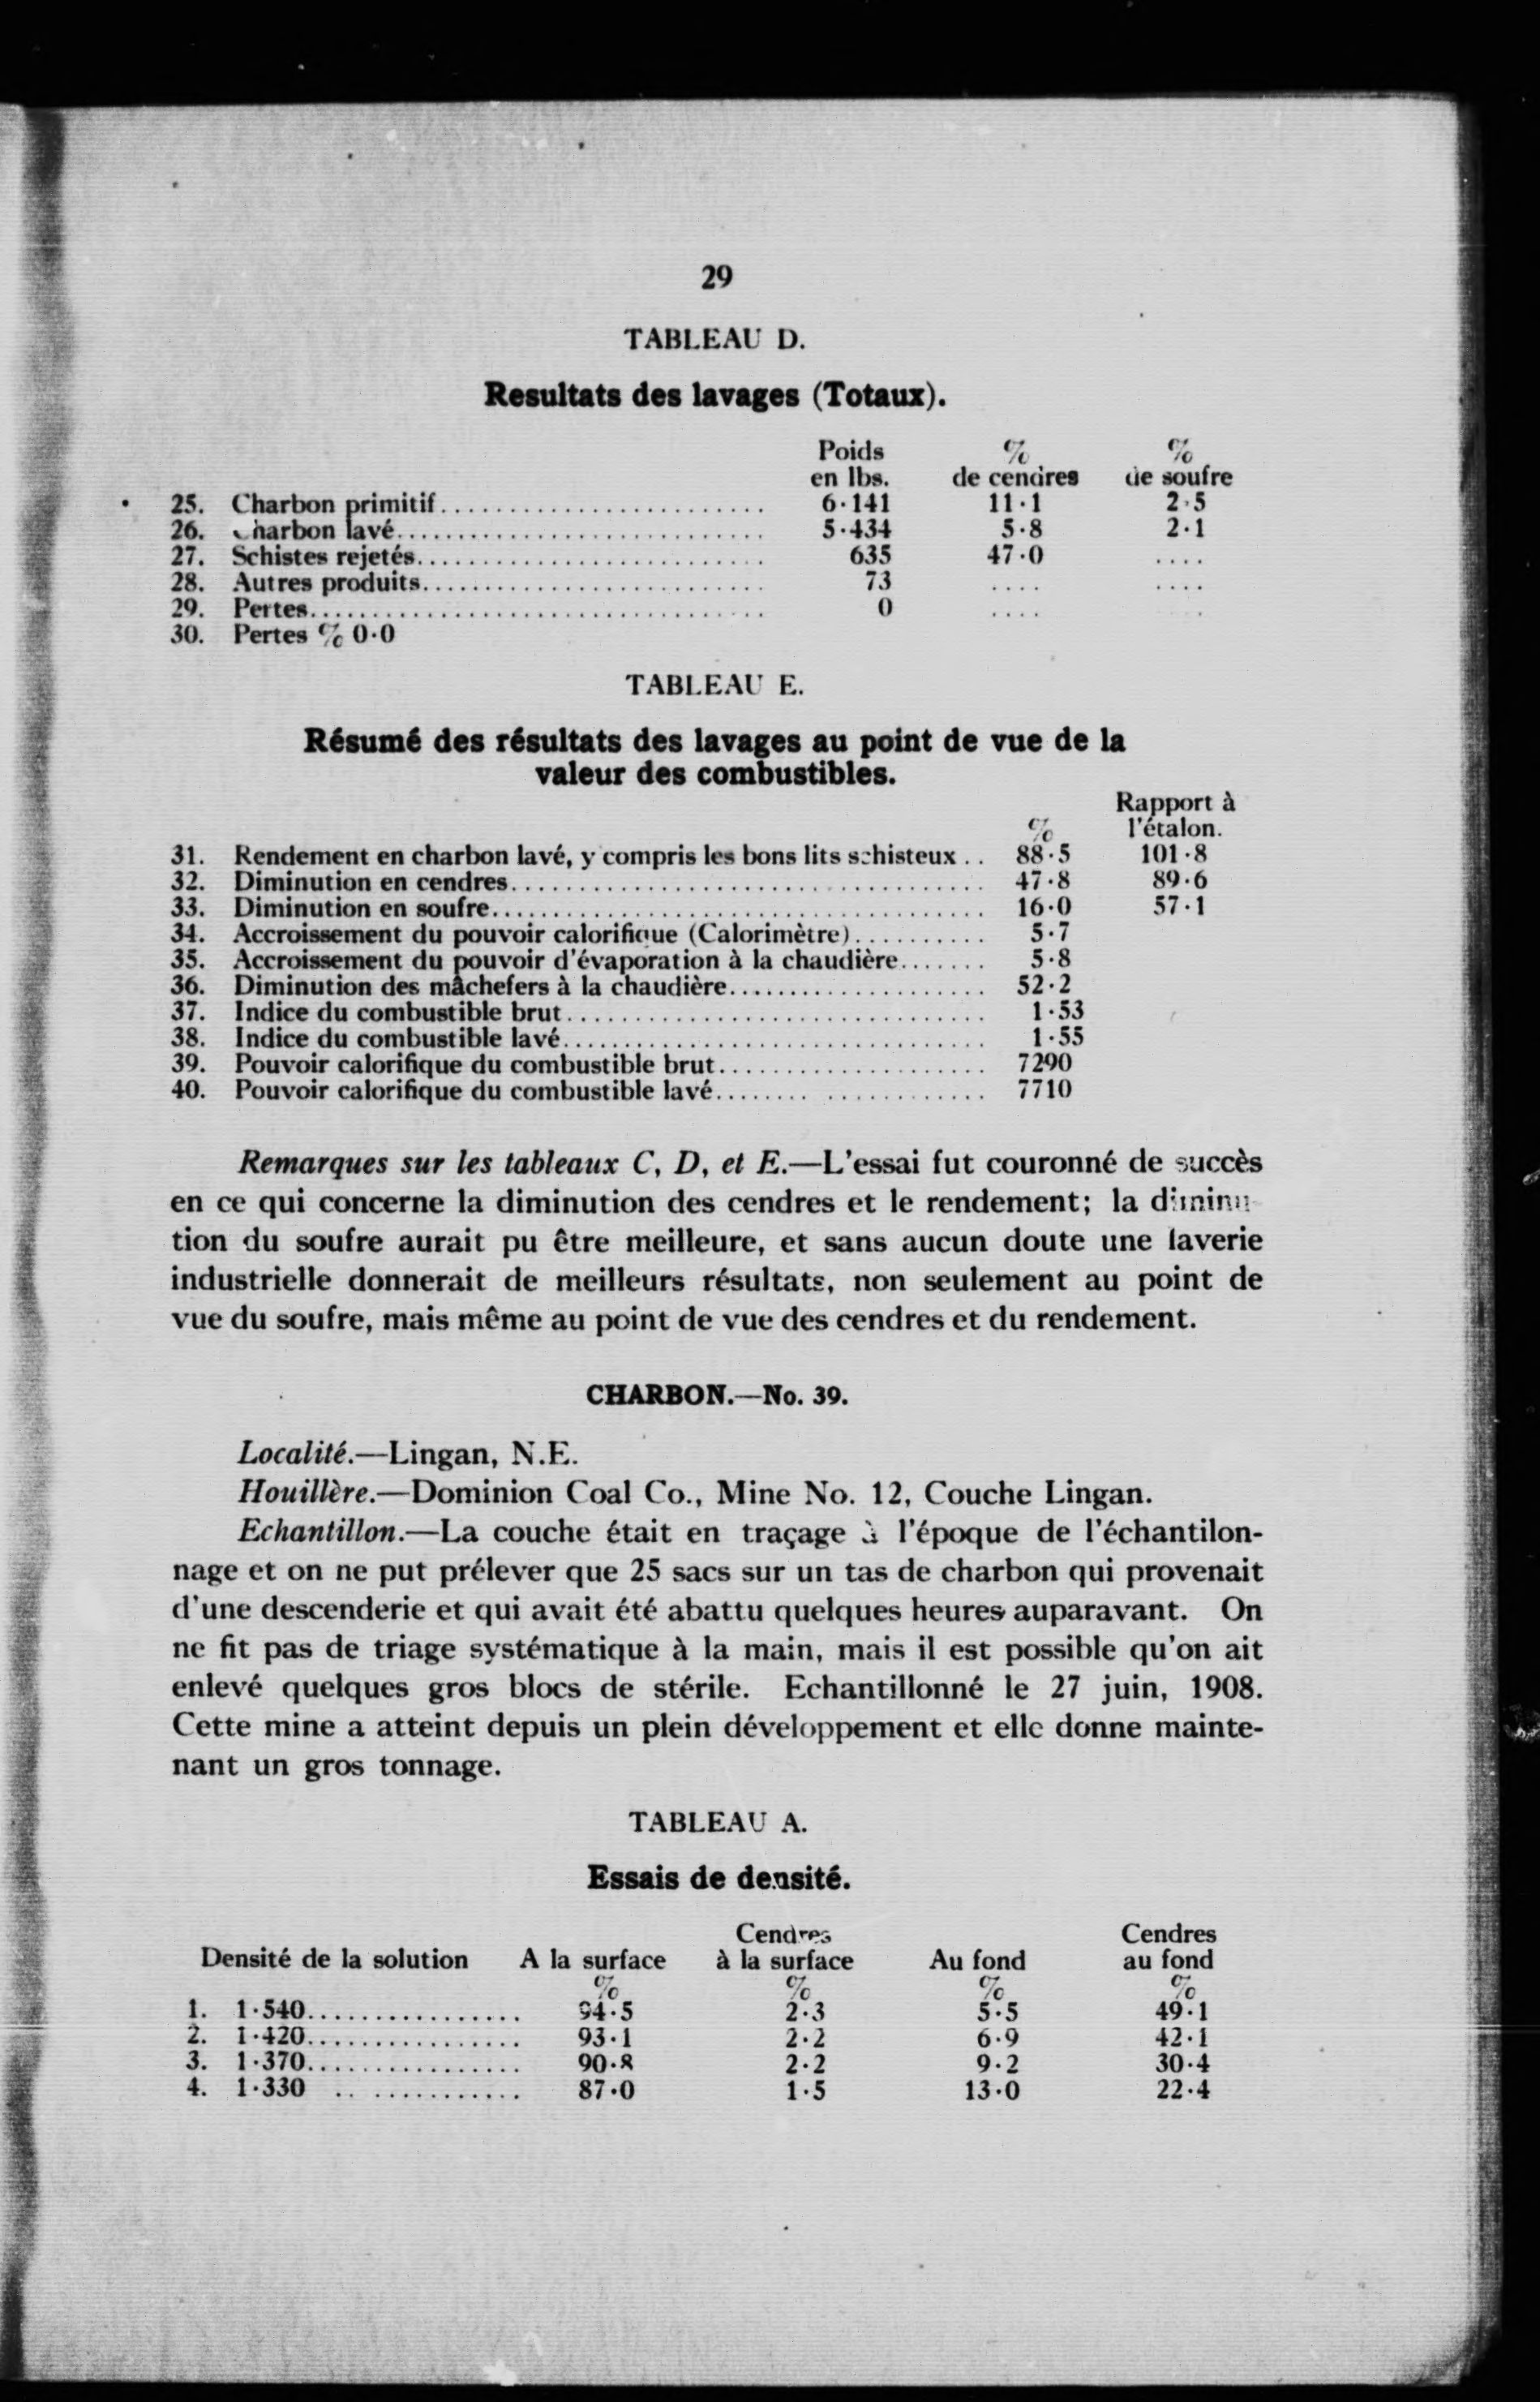 29
TABLEAU D.
Resultats des lavages (Totaux).
Poids % %
en lbs. de cendres de soufre
25. Charbon primitif........................ 6·141 11·1 2·5
26. Charbon lavé........................... 5·434 5·8 2·1
27. Schistes rejetés.......................... 635 47·0 ....
28. Autres produits......................... 73 .... ....
29. Pertes.................................. 0 .... ....
30. Pertes % 0·0
TABLEAU E.
Résumé des résultats des lavages au point de vue de la
valeur des combustibles.
Rapport à
% l'étalon.
31. Rendement en charbon lavé, y compris les bons lits schisteux .. 88·5 101·8
32. Diminution en cendres.................................. 47·8 89·6
33. Diminution en soufre................................... 16·0 57·1
34. Accroissement du pouvoir calorifique (Calorimètre).......... 5·7
35. Accroissement du pouvoir d'évaporation à la chaudière....... 5·8
36. Diminution des mâchefers à la chaudière................... 52·2
37. Indice du combustible brut.............................. 1·53
38. Indice du combustible lavé.............................. 1·55
39. Pouvoir calorifique du combustible brut.................... 7290
40. Pouvoir calorifique du combustible lavé.................... 7710
Remarques sur les tableaux C, D, et E.—L'essai fut couronné de succès
en ce qui concerne la diminution des cendres et le rendement; la diminu-
tion du soufre aurait pu être meilleure, et sans aucun doute une laverie
industrielle donnerait de meilleurs résultats, non seulement au point de
vue du soufre, mais même au point de vue des cendres et du rendement.
CHARBON.—No. 39.
Localité.—Lingan, N.E.
Houillère.—Dominion Coal Co., Mine No. 12, Couche Lingan.
Echantillon.—La couche était en traçage à l'époque de l'échantilon-
nage et on ne put prélever que 25 sacs sur un tas de charbon qui provenait
d'une descenderie et qui avait été abattu quelques heures auparavant. On
ne fit pas de triage systématique à la main, mais il est possible qu'on ait
enlevé quelques gros blocs de stérile. Echantillonné le 27 juin, 1908.
Cette mine a atteint depuis un plein développement et elle donne mainte-
nant un gros tonnage.
TABLEAU A.
Essais de densité.
Cendres Cendres
Densité de la solution A la surface à la surface Au fond au fond
% % % %
1. 1·540................ 94·5 2·3 5·5 49·1
2. 1·420................ 93·1 2·2 6·9 42·1
3. 1·370................ 90·8 2·2 9·2 30·4
4. 1·330 .............. 87·0 1·5 13·0 22·4